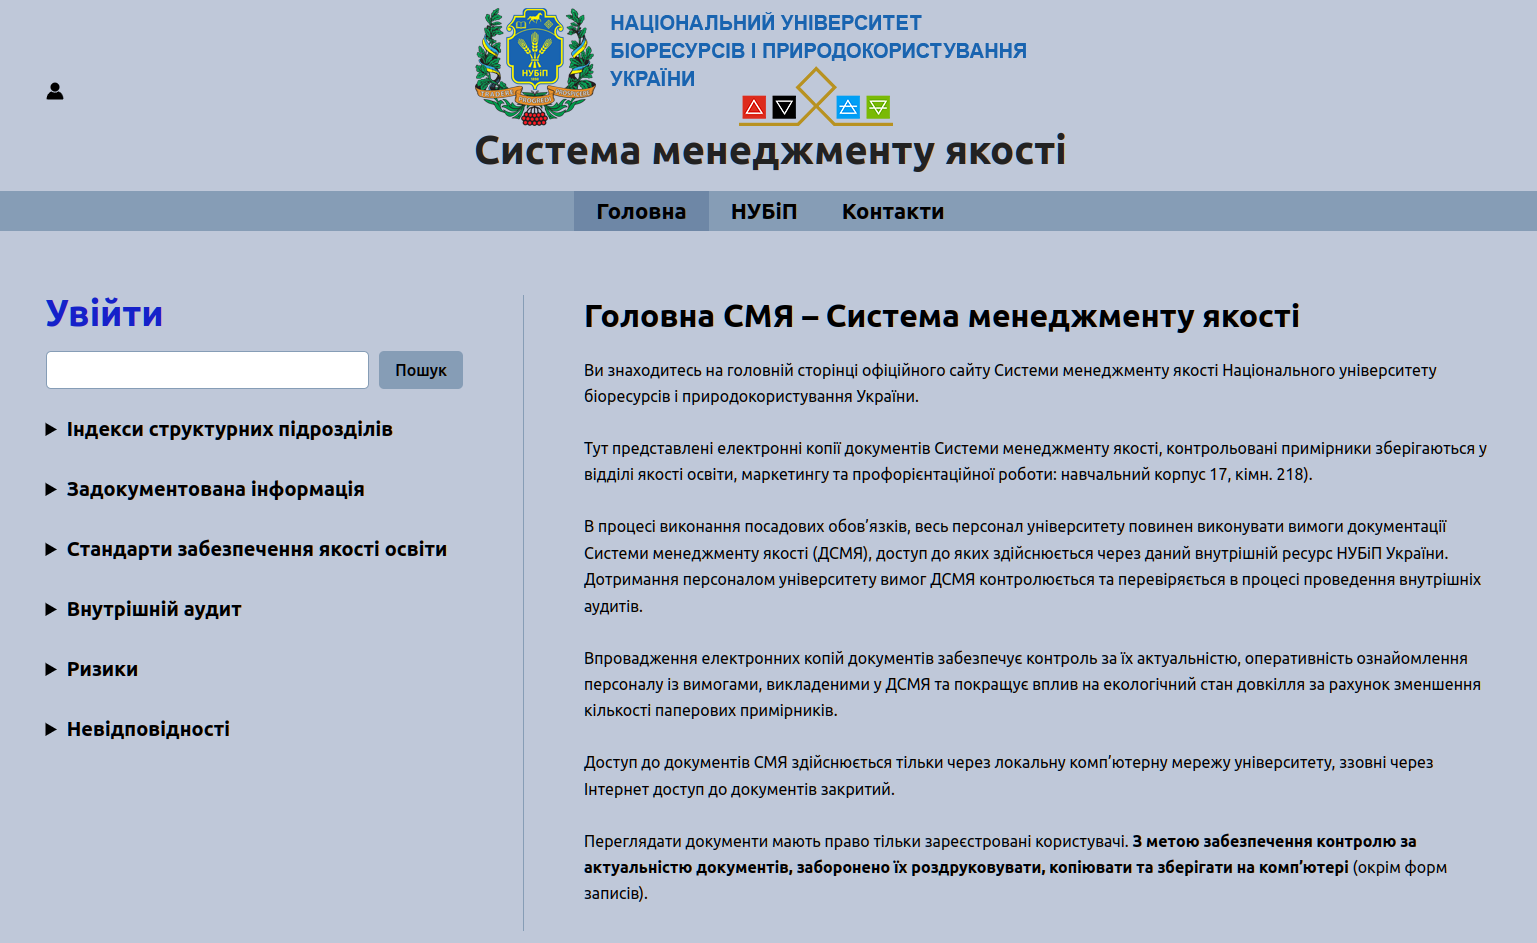 НАЦІОНАЛЬНИЙ УНІВЕРСИТЕТ
БІОРЕСУРСІВ І ПРИРОДОКОРИСТУВАННЯ
УКРАЇНИ
НУБіП
Система менеджменту якості
Головна НУБіП Контакти
Увійти
Пошук
Індекси структурних підрозділів
Задокументована інформація
Стандарти забезпечення якості освіти
Внутрішній аудит
Ризики
Невідповідності
Головна СМЯ – Система менеджменту якості
Ви знаходитесь на головній сторінці офіційного сайту Системи менеджменту якості Національного університету
біоресурсів і природокористування України.
Тут представлені електронні копії документів Системи менеджменту якості, контрольовані примірники зберігаються у
відділі якості освіти, маркетингу та профорієнтаційної роботи: навчальний корпус 17, кімн. 218).
В процесі виконання посадових обов’язків, весь персонал університету повинен виконувати вимоги документації
Системи менеджменту якості (ДСМЯ), доступ до яких здійснюється через даний внутрішній ресурс НУБіП України.
Дотримання персоналом університету вимог ДСМЯ контролюється та перевіряється в процесі проведення внутрішніх
аудитів.
Впровадження електронних копій документів забезпечує контроль за їх актуальністю, оперативність ознайомлення
персоналу із вимогами, викладеними у ДСМЯ та покращує вплив на екологічний стан довкілля за рахунок зменшення
кількості паперових примірників.
Доступ до документів СМЯ здійснюється тільки через локальну комп’ютерну мережу університету, ззовні через
Інтернет доступ до документів закритий.
Переглядати документи мають право тільки зареєстровані користувачі. З метою забезпечення контролю за
актуальністю документів, заборонено їх роздруковувати, копіювати та зберігати на комп’ютері (окрім форм
записів).